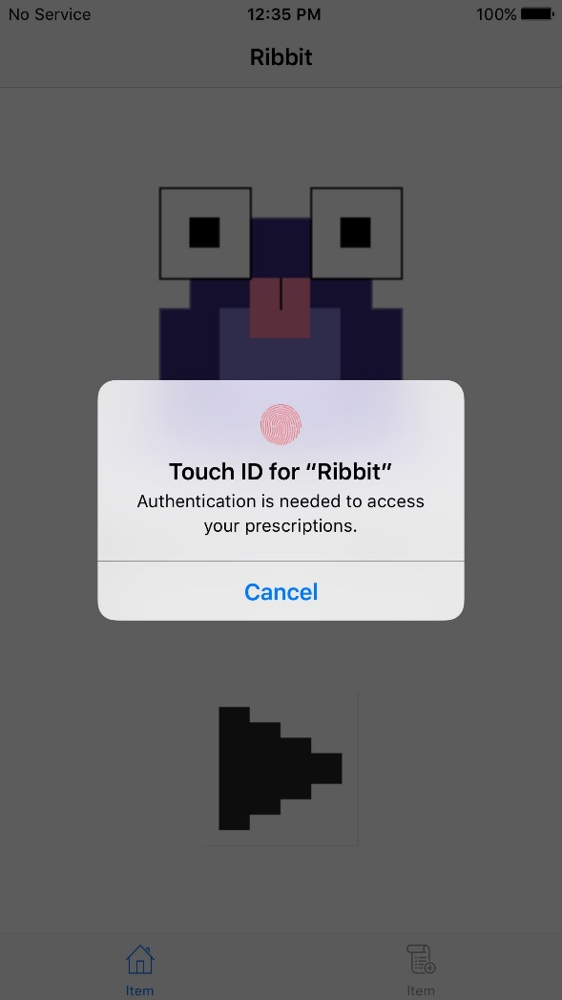 No Service 12:35 PM 100%
Ribbit
Touch ID for “Ribbit”
Authentication is needed to access
your prescriptions.
Cancel
Item Item